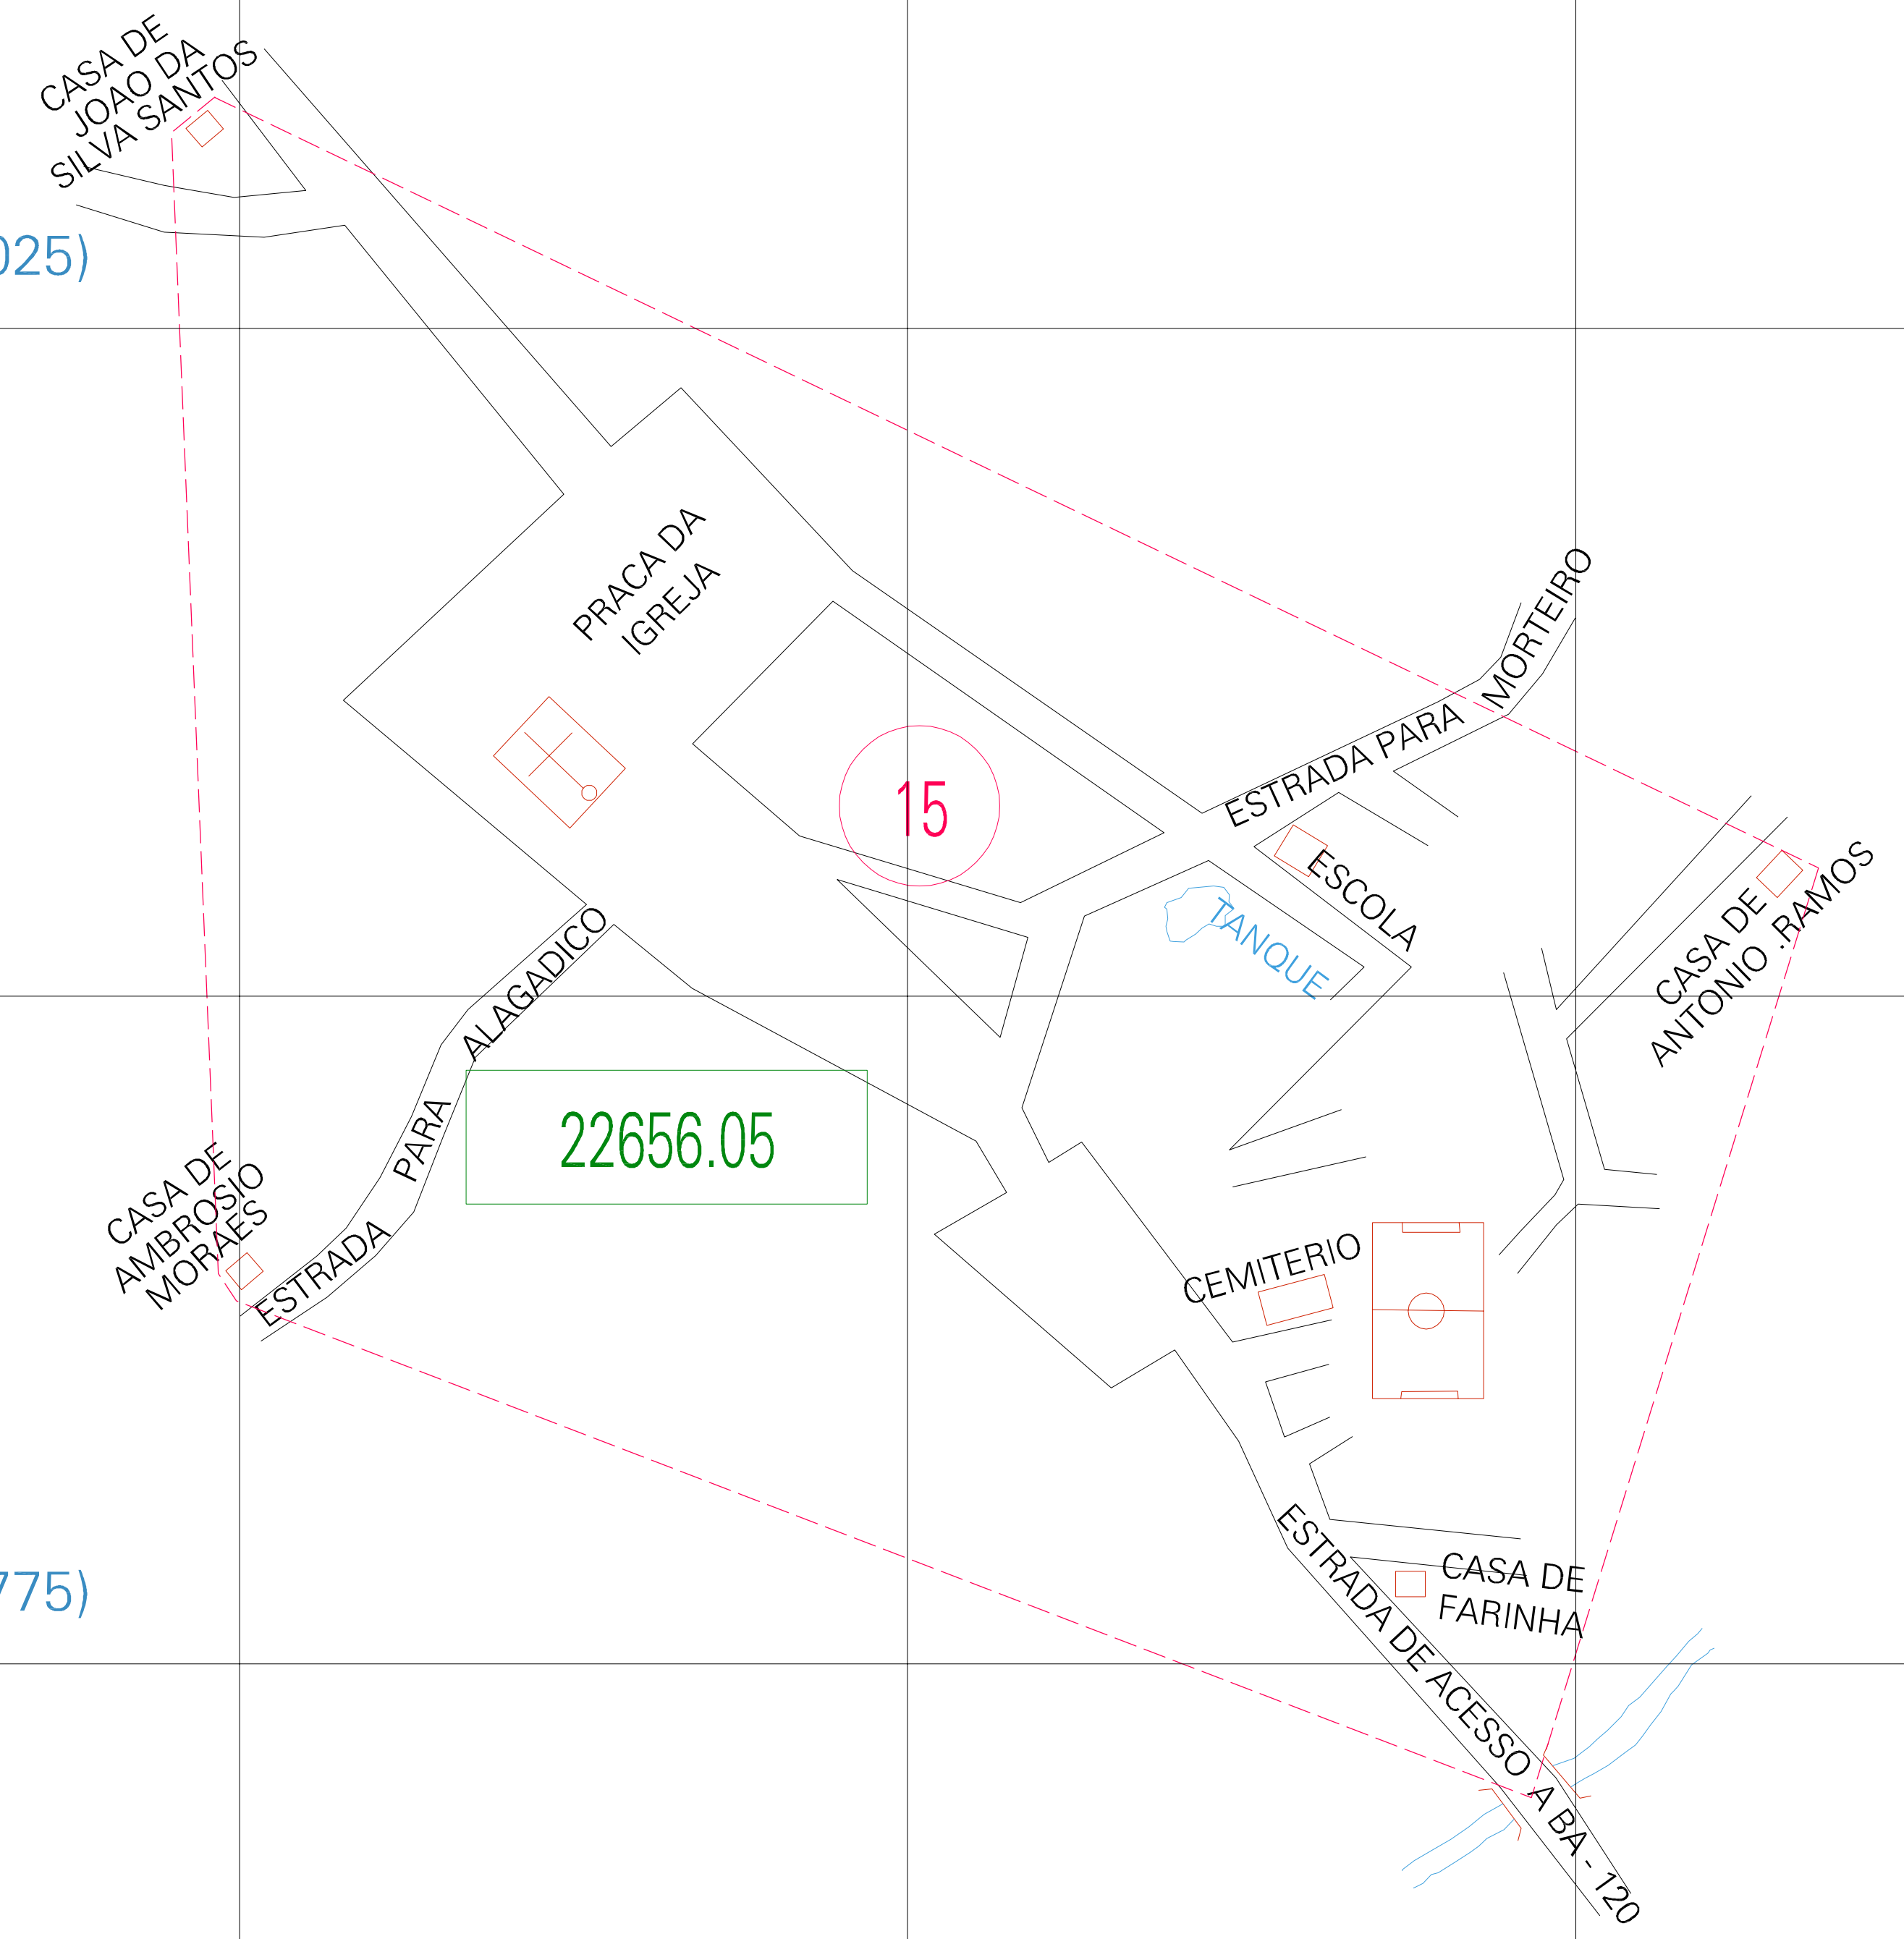 CASA DE
JOAO DA
SILVA SANTOS
025)
PRACA DA
IGREJA
MORTEIRO
ESTRADA PARA
15
ESCOLA
TANQUE
CASA DE
ANTONIO .RAMOS
ALAGADICO
PARA
ESTRADA
22656.05
CASA DE
AMBROSIO
MORAES
CEMITERIO
775)
CASA DE
FARINHA
ESTRADA DE ACESSO A BA - 120